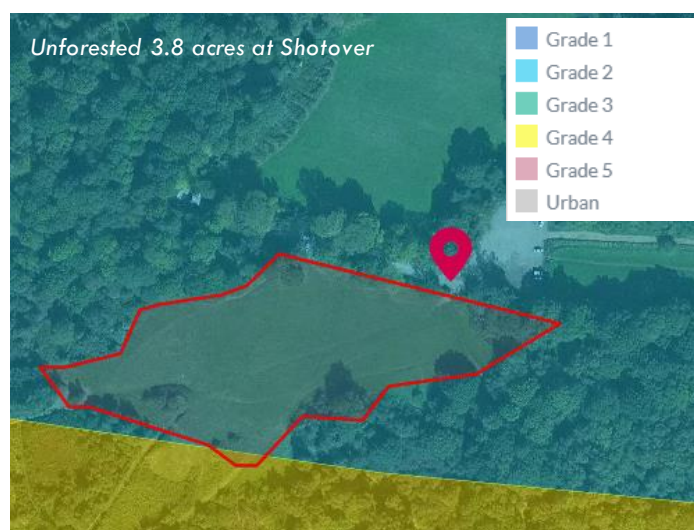 Unforested 3.8 acres at Shotover
Grade 1
Grade 2
Grade 3
Grade 4
Grade 5
Urban